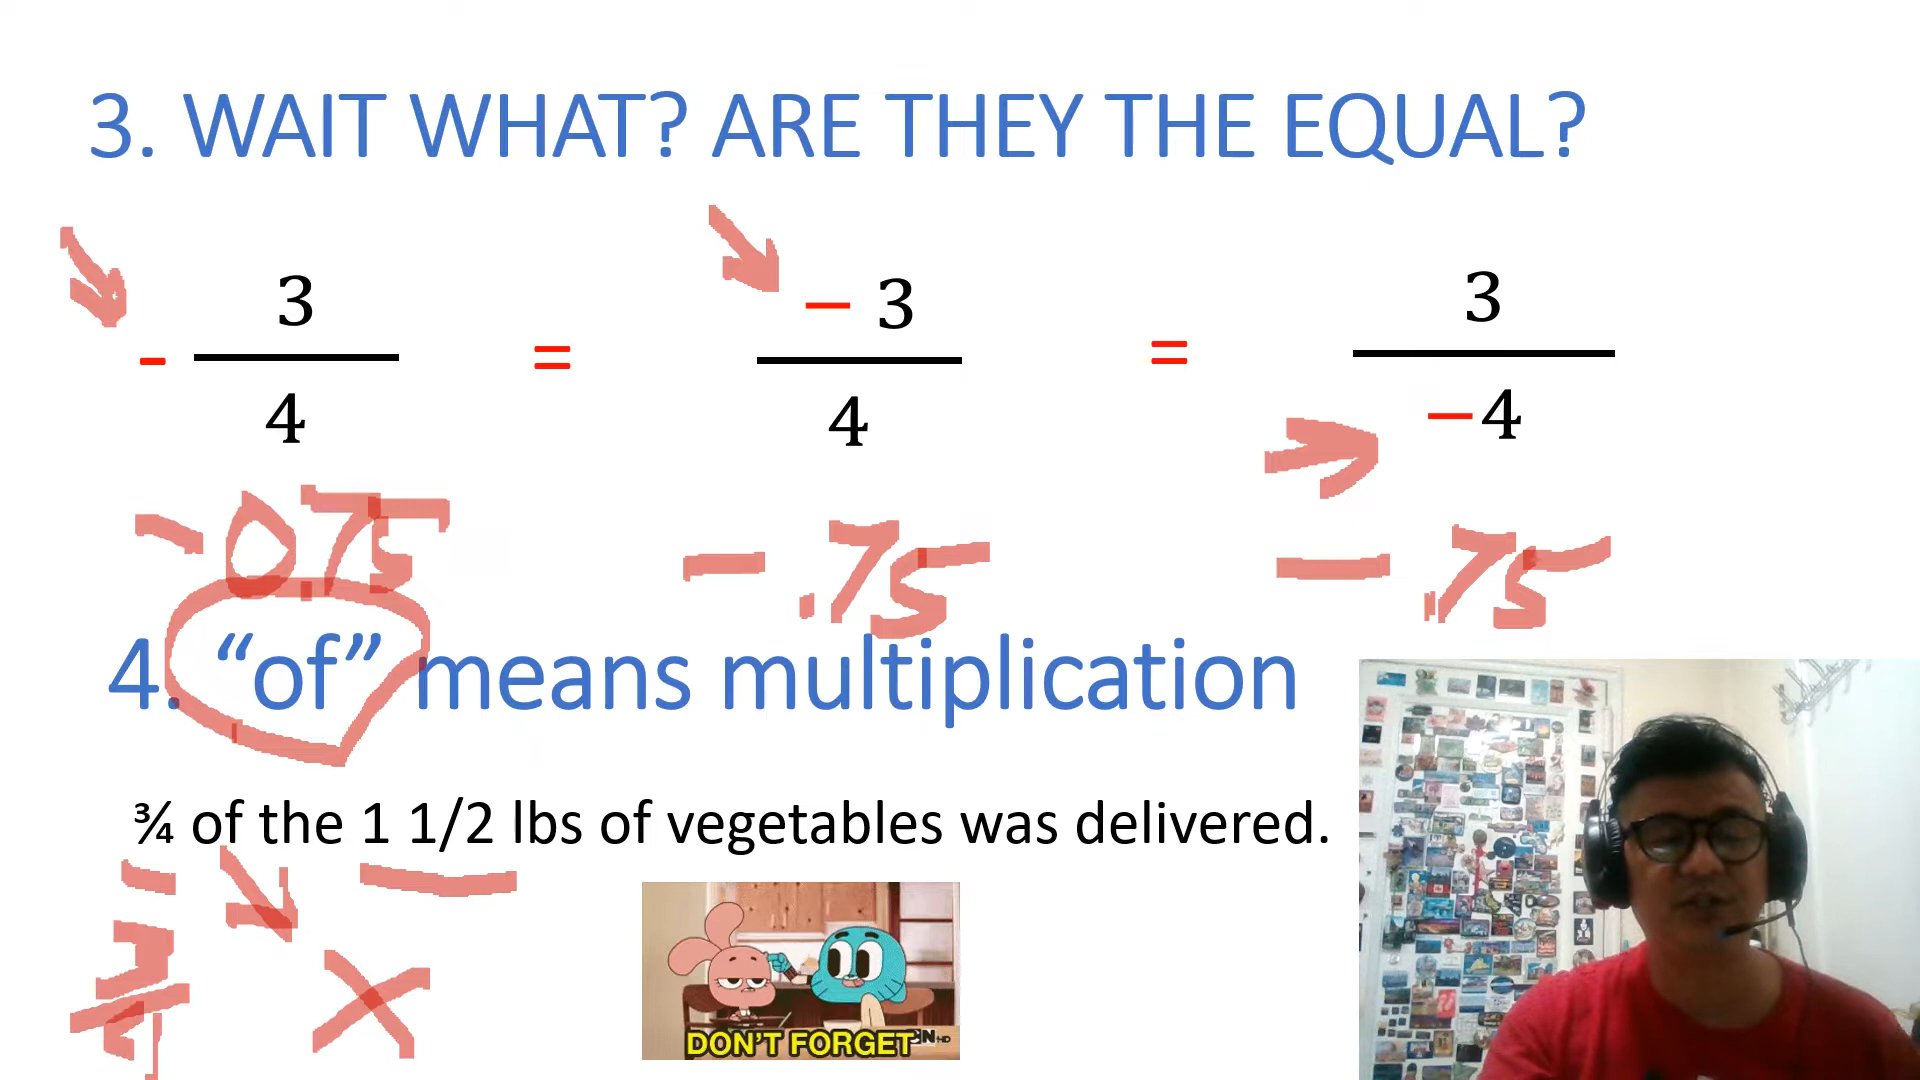 3. WAIT WHAT? ARE THEY THE EQUAL?
- 3/4 = −3/4 = 3/−4
-0.75 -.75 -.75
4. “of” means multiplication
¾ of the 1 1/2 lbs of vegetables was delivered.
3/4 ×
DON'T FORGET